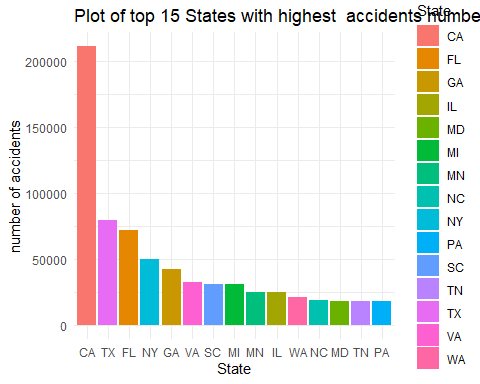 Plot of top 15 States with highest  accidents numbe
State
CA
FL
GA
IL
MD
MI
MN
NC
NY
PA
SC
TN
TX
VA
WA
number of accidents
200000
150000
100000
50000
0
CA TX FL NY GA VA SC MI MN IL WA NC MD TN PA
State